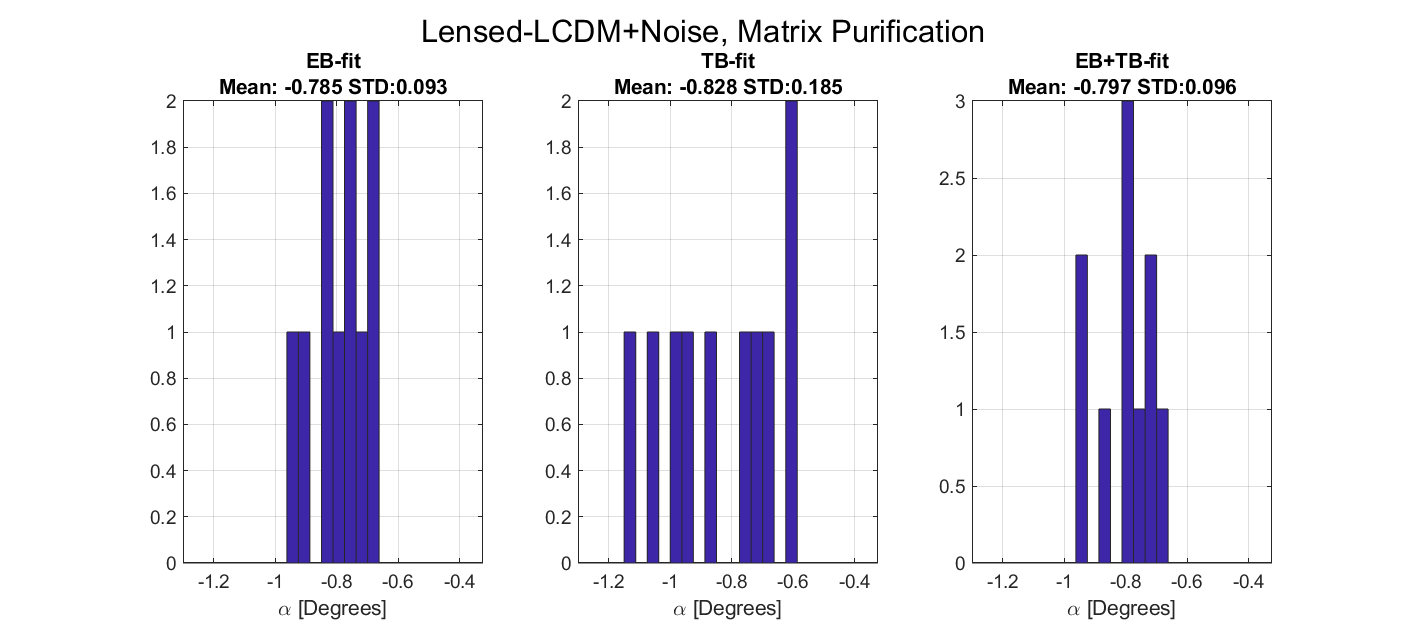 Lensed-LCDM+Noise, Matrix Purification
EB-fit
Mean: -0.785 STD:0.093
2
1.8
1.6
1.4
1.2
1
0.8
0.6
0.4
0.2
0
-1.2 -1 -0.8 -0.6 -0.4
α [Degrees]
TB-fit
Mean: -0.828 STD:0.185
2
1.8
1.6
1.4
1.2
1
0.8
0.6
0.4
0.2
0
-1.2 -1 -0.8 -0.6 -0.4
α [Degrees]
EB+TB-fit
Mean: -0.797 STD:0.096
3
2.5
2
1.5
1
0.5
0
-1.2 -1 -0.8 -0.6 -0.4
α [Degrees]